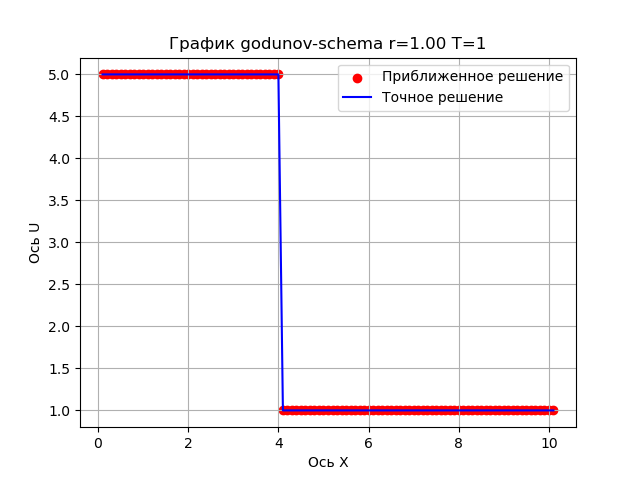 График godunov-schema r=1.00 T=1
Приближенное решение
Точное решение
5.0
4.5
4.0
3.5
3.0
2.5
2.0
1.5
1.0
Ось U
0 2 4 6 8 10
Ось X